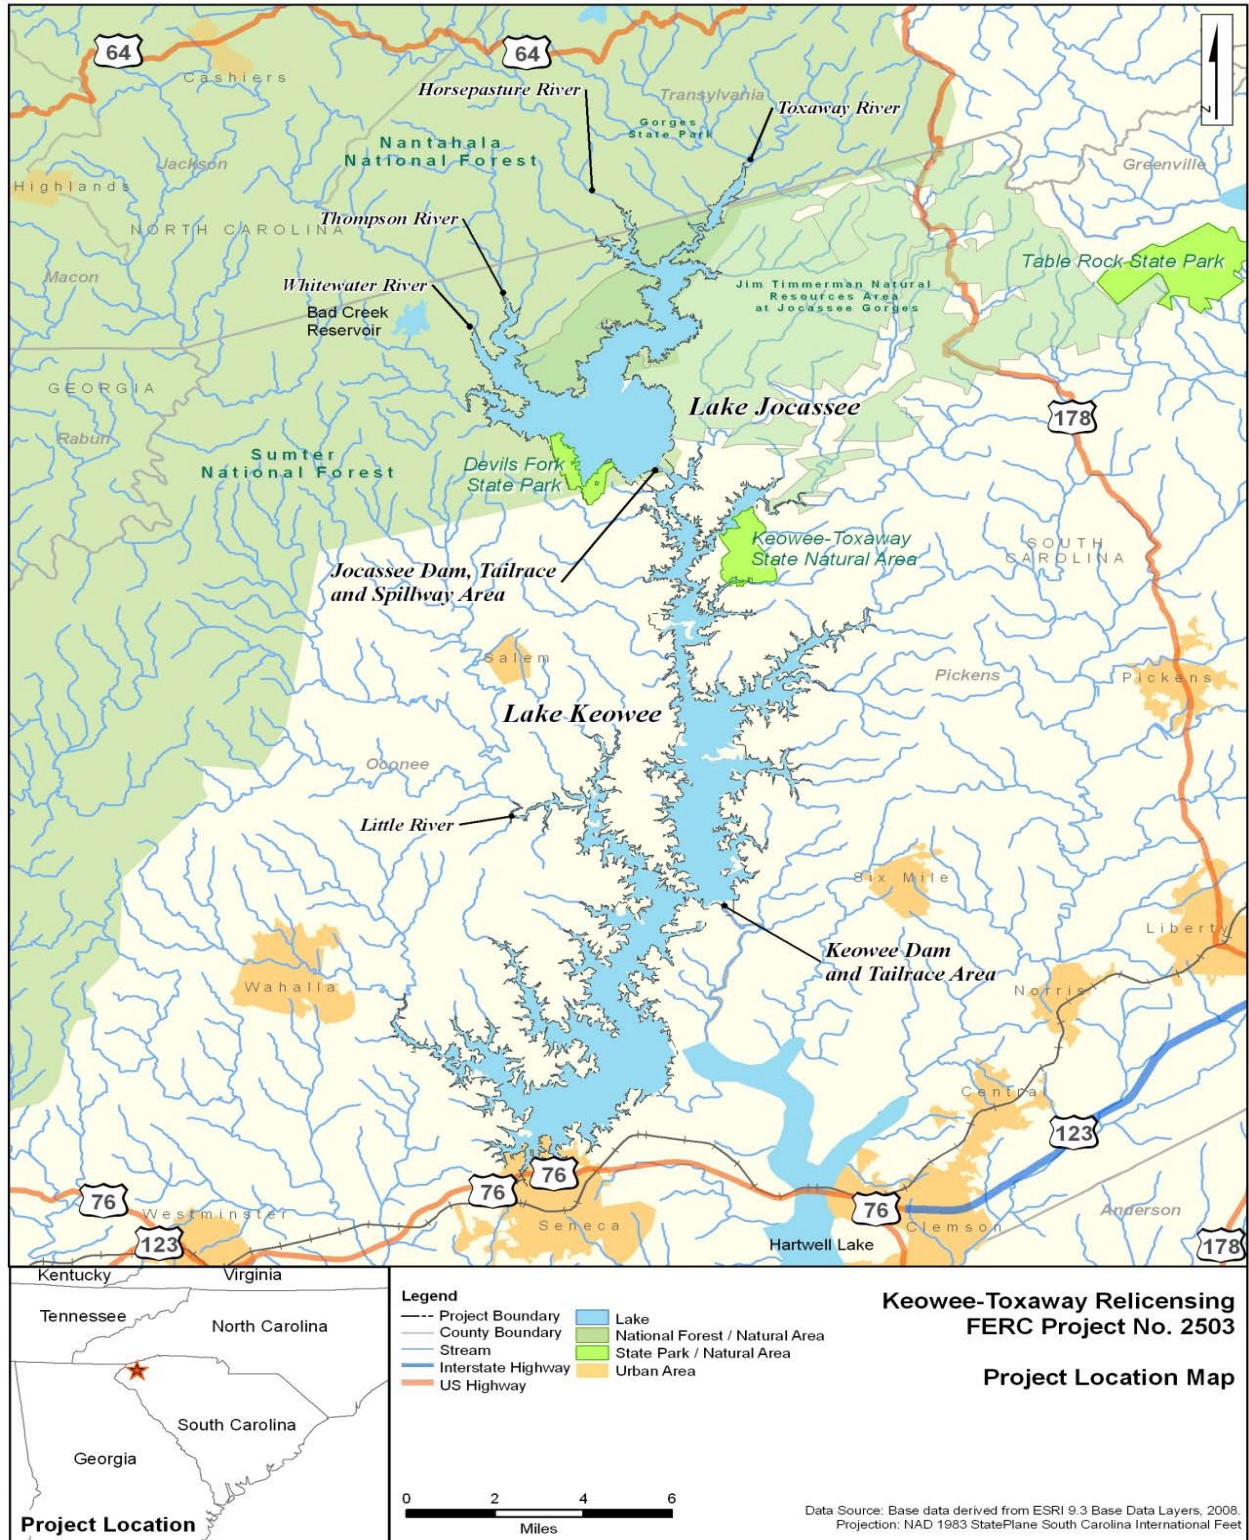 64
64
Cashiers
Horsepasture River
Transylvania
Toxaway River
Gorges
State Park
Nantahala
National Forest
Jackson
Greenville
Highlands
Thompson River
NORTH CAROLINA
Table Rock State Park
Macon
Whitewater River
Jim Timmerman Natural
Resources Area
at Jocassee Gorges
Bad Creek
Reservoir
GEORGIA
Lake Jocassee
178
Rabun
Sumter
National Forest
Devils Fork
State Park
Keowee-Toxaway
State Natural Area
SOUTH
CAROLINA
Jocassee Dam, Tailrace
and Spillway Area
Salem
Pickens
Pickens
Lake Keowee
Oconee
Little River
Six Mile
Liberty
Keowee Dam
and Tailrace Area
Wahalla
Norris
Central
123
76
76
76
76
Westminster
123
Seneca
Clemson
Anderson
Hartwell Lake
178
N
Kentucky
Virginia
Tennessee
North Carolina
South Carolina
Georgia
Project Location
Legend
Project Boundary
County Boundary
Stream
Interstate Highway
US Highway
Lake
National Forest / Natural Area
State Park / Natural Area
Urban Area
0 2 4 6
Miles
Keowee-Toxaway Relicensing
FERC Project No. 2503
Project Location Map
Data Source: Base data derived from ESRI 9.3 Base Data Layers, 2008.
Projection: NAD 1983 StatePlane South Carolina International Feet